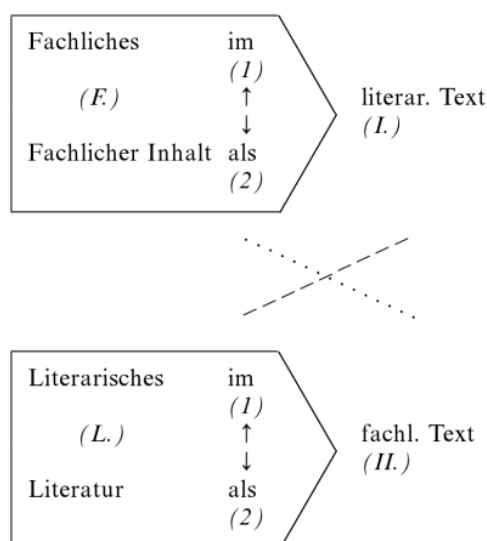 Fachliches im
(1)
(F.) ↑ literar. Text
↓ (I.)
Fachlicher Inhalt als
(2)
Literarisches im
(1)
(L.) ↑ fachl. Text
↓ (II.)
Literatur als
(2)